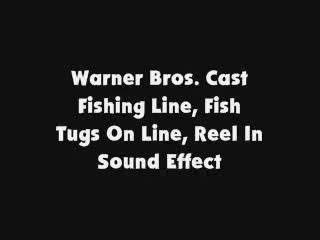 Warner Bros. Cast
Fishing Line, Fish
Tugs On Line, Reel In
Sound Effect